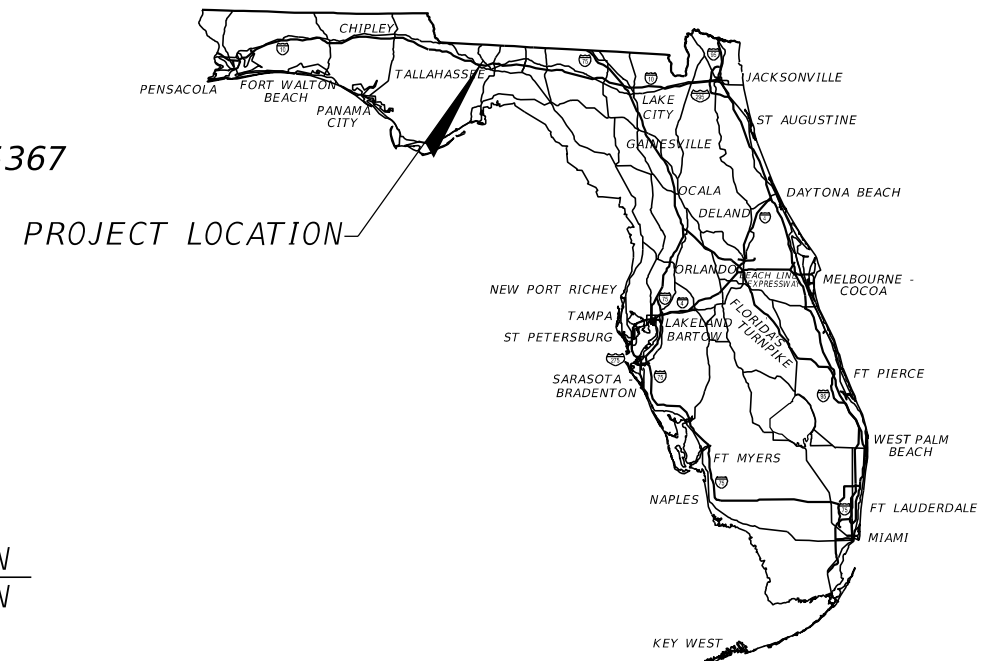 CHIPLEY
TALLAHASSEE
PENSACOLA
FORT WALTON
BEACH
PANAMA
CITY
JACKSONVILLE
LAKE
CITY
ST AUGUSTINE
GAINESVILLE
367
PROJECT LOCATION
OCALA
DAYTONA BEACH
DELAND
ORLANDO
BEACH LINE
EXPRESSWAY
MELBOURNE -
COCOA
NEW PORT RICHEY
TAMPA
LAKELAND
BARTOW
ST PETERSBURG
FLORIDA'S
TURNPIKE
SARASOTA -
BRADENTON
FT PIERCE
WEST PALM
BEACH
FT MYERS
NAPLES
FT LAUDERDALE
MIAMI
N
N
KEY WEST